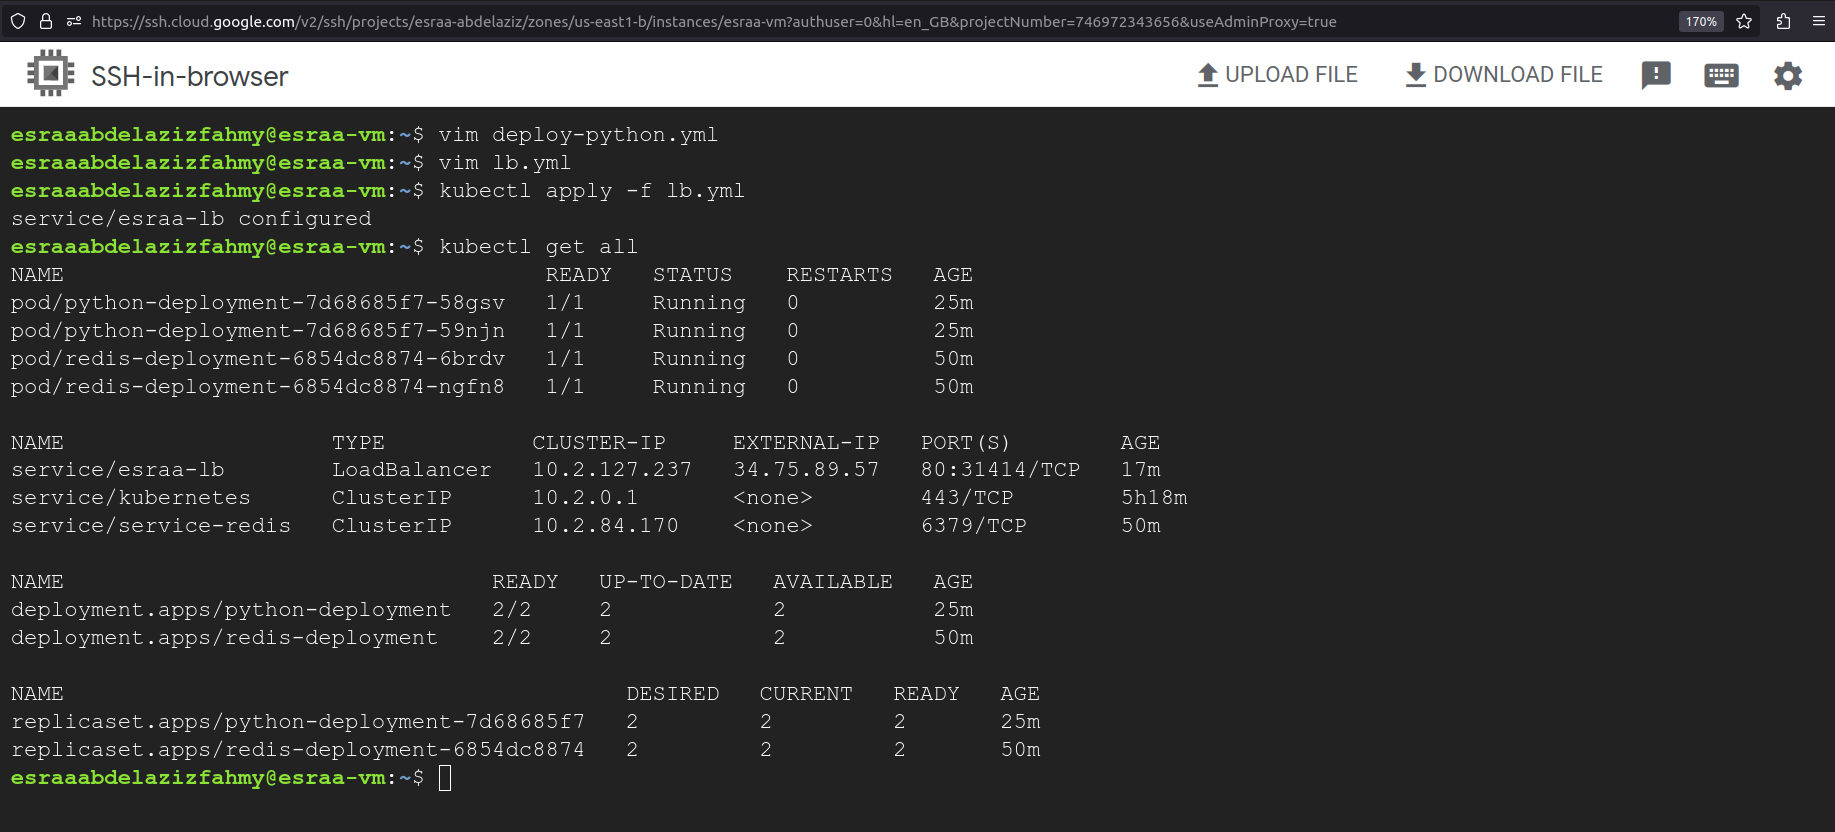 https://ssh.cloud.google.com/v2/ssh/projects/esraa-abdelaziz/zones/us-east1-b/instances/esraa-vm?authuser=0&hl=en_GB&projectNumber=746972343656&useAdminProxy=true 170%
SSH-in-browser UPLOAD FILE DOWNLOAD FILE
esraaabdelazizfahmy@esraa-vm:~$ vim deploy-python.yml
esraaabdelazizfahmy@esraa-vm:~$ vim lb.yml
esraaabdelazizfahmy@esraa-vm:~$ kubectl apply -f lb.yml
service/esraa-lb configured
esraaabdelazizfahmy@esraa-vm:~$ kubectl get all
NAME READY STATUS RESTARTS AGE
pod/python-deployment-7d68685f7-58gsv 1/1 Running 0 25m
pod/python-deployment-7d68685f7-59njn 1/1 Running 0 25m
pod/redis-deployment-6854dc8874-6brdv 1/1 Running 0 50m
pod/redis-deployment-6854dc8874-ngfn8 1/1 Running 0 50m
NAME TYPE CLUSTER-IP EXTERNAL-IP PORT(S) AGE
service/esraa-lb LoadBalancer 10.2.127.237 34.75.89.57 80:31414/TCP 17m
service/kubernetes ClusterIP 10.2.0.1 <none> 443/TCP 5h18m
service/service-redis ClusterIP 10.2.84.170 <none> 6379/TCP 50m
NAME READY UP-TO-DATE AVAILABLE AGE
deployment.apps/python-deployment 2/2 2 2 25m
deployment.apps/redis-deployment 2/2 2 2 50m
NAME DESIRED CURRENT READY AGE
replicaset.apps/python-deployment-7d68685f7 2 2 2 25m
replicaset.apps/redis-deployment-6854dc8874 2 2 2 50m
esraaabdelazizfahmy@esraa-vm:~$